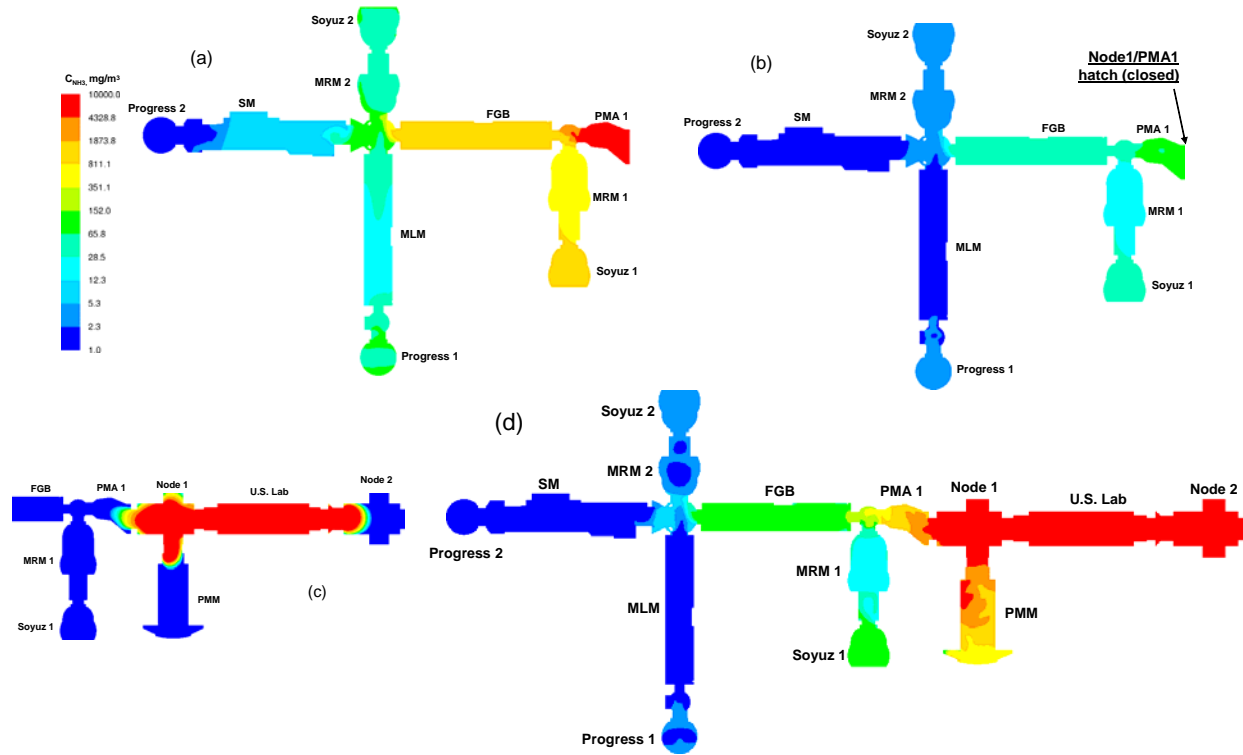 (a)
Soyuz 2
MRM 2
SM
Progress 2
FGB
PMA 1
MRM 1
MLM
Soyuz 1
Progress 1
C_NH3, mg/m³
10000.0
4328.8
1873.8
811.1
351.1
152.0
65.8
28.5
12.3
5.3
2.3
1.0
(b)
Soyuz 2
MRM 2
SM
Progress 2
FGB
PMA 1
Node1/PMA1
hatch (closed)
MRM 1
MLM
Soyuz 1
Progress 1
(c)
FGB
PMA 1
Node 1
U.S. Lab
Node 2
MRM 1
PMM
Soyuz 1
(d)
Soyuz 2
MRM 2
SM
FGB
PMA 1
Node 1
U.S. Lab
Node 2
Progress 2
MRM 1
MLM
PMM
Soyuz 1
Progress 1